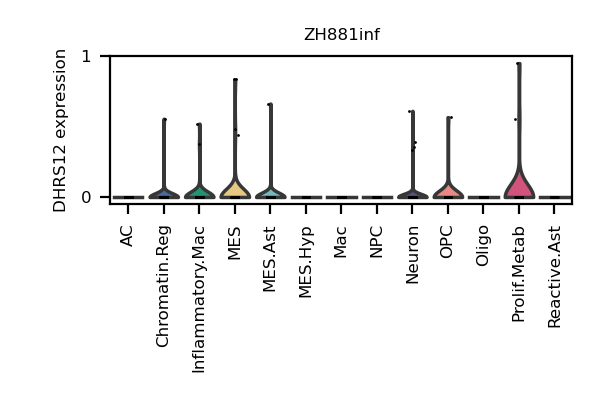 ZH881inf
DHRS12 expression
1
0
AC
Chromatin.Reg
Inflammatory.Mac
MES
MES.Ast
MES.Hyp
Mac
NPC
Neuron
OPC
Oligo
Prolif.Metab
Reactive.Ast